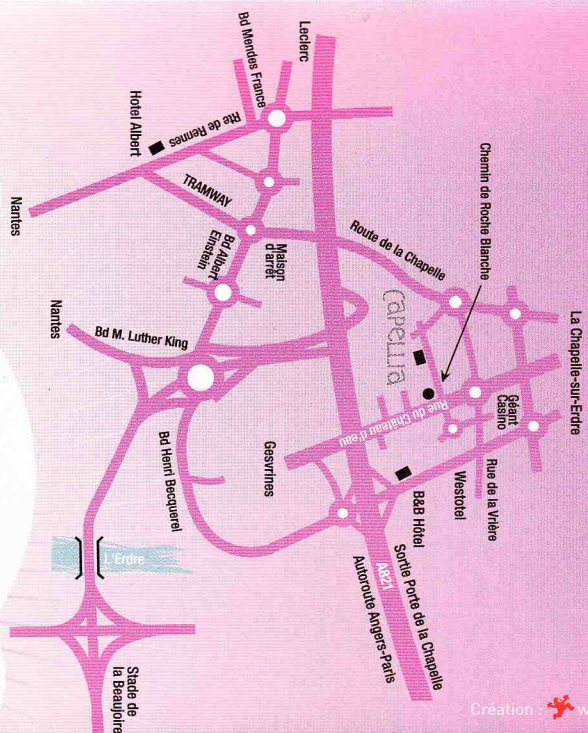 Leclerc
Bd Mendes France
Rte de Rennes
Hotel Albert
TRAMWAY
Nantes
Bd Albert
Einstein
Maison
d'arrêt
Route de la Chapelle
Chemin de Roche Blanche
La Chapelle-sur-Erdre
Capellia
Nantes
Bd M. Luther King
Géant
Casino
Rue du Château d'eau
Gesvrines
Westotel
Rue de la Vrière
B&B Hôtel
Bd Henri Becquerel
Sortie Porte de la Chapelle
A821
Autoroute Angers-Paris
L'Erdre
Stade de
la Beaujoire
Création : w